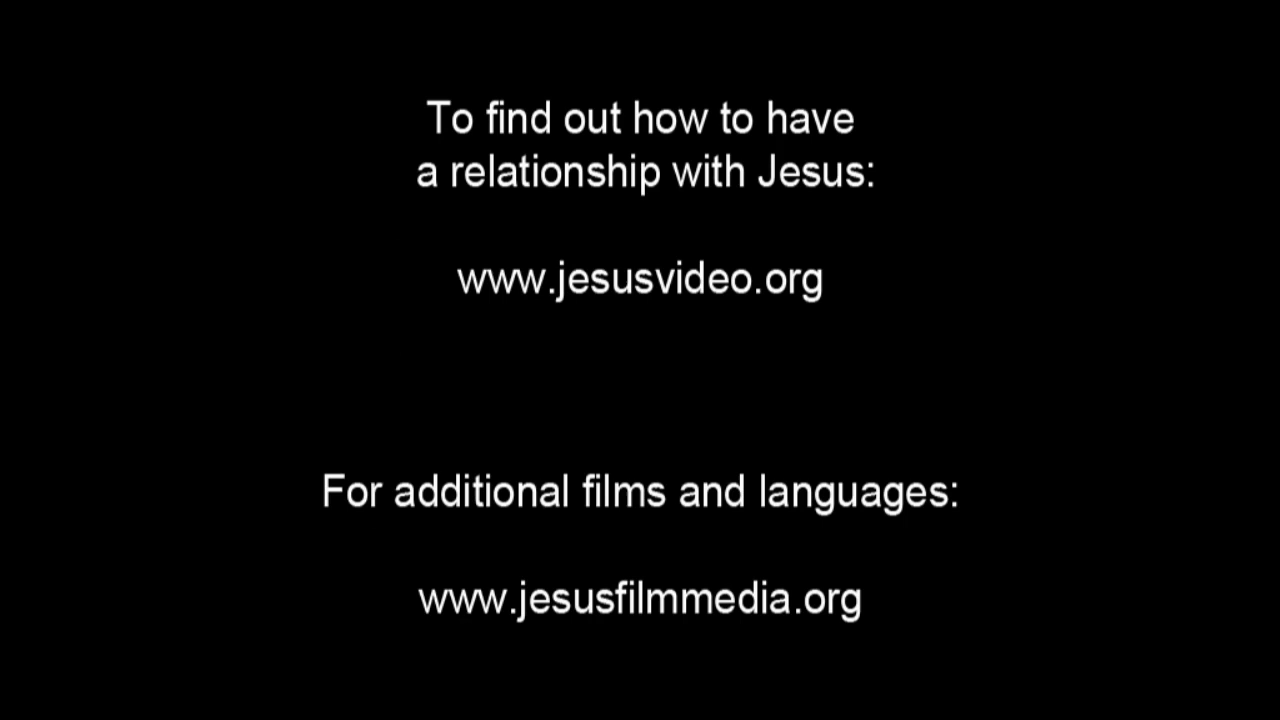 To find out how to have
a relationship with Jesus:
www.jesusvideo.org
For additional films and languages:
www.jesusfilmmedia.org